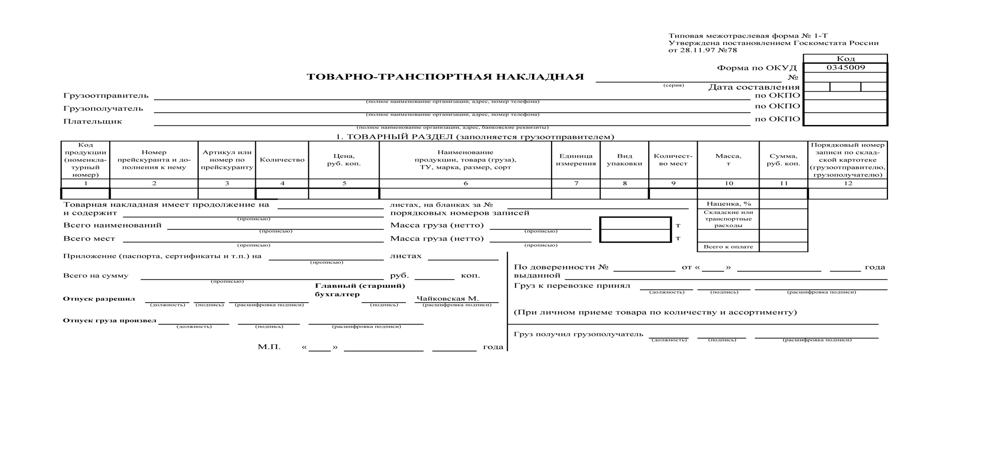 Типовая межотраслевая форма № 1-Т
Утверждена постановлением Госкомстата России
от 28.11.97 №78
Код
Форма по ОКУД 0345009
ТОВАРНО-ТРАНСПОРТНАЯ НАКЛАДНАЯ №
(серия)
Дата составления
Грузоотправитель по ОКПО
(полное наименование организации, адрес, номер телефона)
Грузополучатель по ОКПО
(полное наименование организации, адрес, номер телефона)
Плательщик по ОКПО
(полное наименование организации, адрес, банковские реквизиты)
1. ТОВАРНЫЙ РАЗДЕЛ (заполняется грузоотправителем)
Код
продукции
(номенкла-
турный
номер)
Номер
прейскуранта и до-
полнения к нему
Артикул или
номер по
прейскуранту
Количество
Цена,
руб. коп.
Наименование
продукции, товара (груза),
ТУ, марка, размер, сорт
Единица
измерения
Вид
упаковки
Количест-
во мест
Масса,
т
Сумма,
руб. коп.
Порядковый номер
записи по склад-
ской картотеке
(грузоотправителю,
грузополучателю)
1 2 3 4 5 6 7 8 9 10 11 12
Товарная накладная имеет продолжение на листах, на бланках за №
Наценка, %
и содержит порядковых номеров записей
(прописью)
Складские или
транспортные
расходы
Всего наименований Масса груза (нетто) т
(прописью) (прописью)
Всего мест Масса груза (нетто) т
(прописью) (прописью)
Всего к оплате
Приложение (паспорта, сертификаты и т.п.) на листах
(прописью)
Всего на сумму руб. коп.
(прописью)
Главный (старший)
бухгалтер
Отпуск разрешил Чайковская М.
(должность) (подпись) (расшифровка подписи) (подпись) (расшифровка подписи)
Отпуск груза произвел
(должность) (подпись) (расшифровка подписи)
М.П. « » года
По доверенности № от « » года
выданной
Груз к перевозке принял
(должность) (подпись) (расшифровка подписи)
(При личном приеме товара по количеству и ассортименту)
Груз получил грузополучатель
(должность) (подпись) (расшифровка подписи)